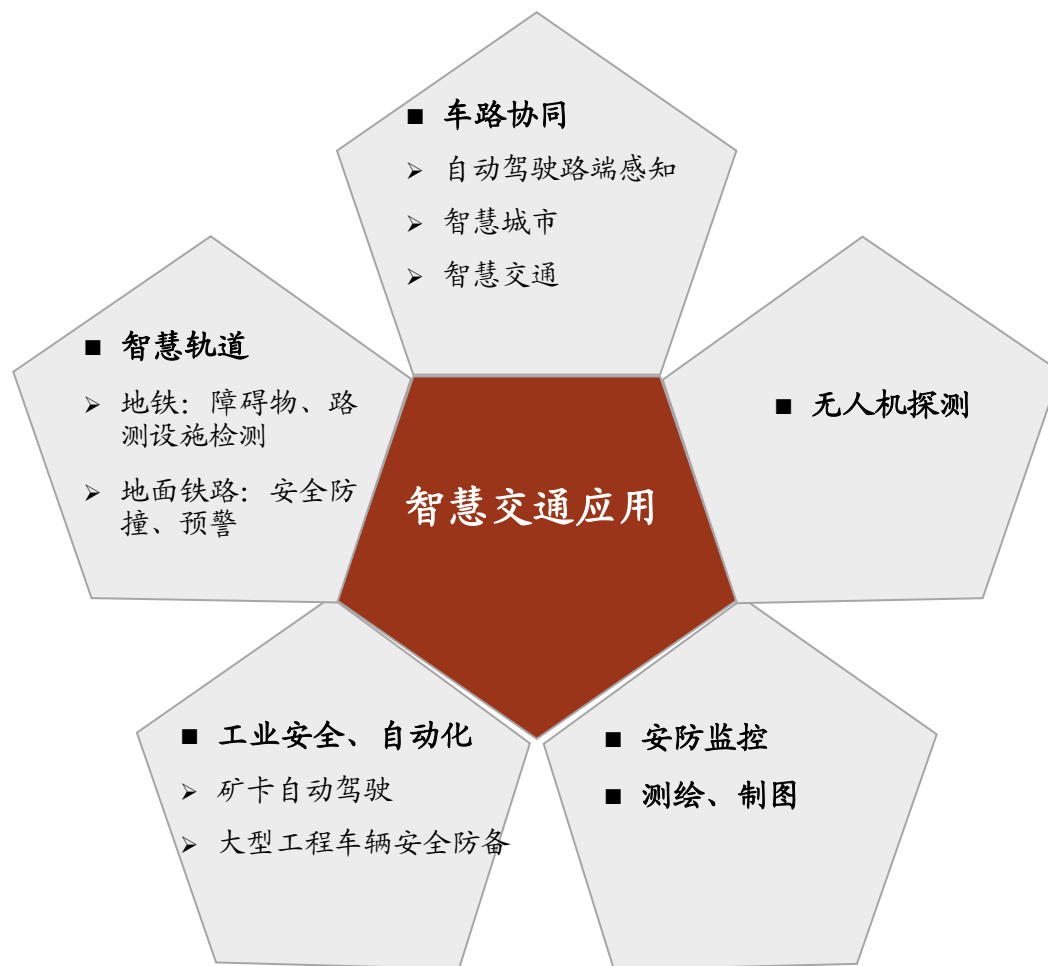 ■ 车路协同
➢ 自动驾驶路端感知
➢ 智慧城市
➢ 智慧交通
■ 智慧轨道
➢ 地铁：障碍物、路
测设施检测
➢ 地面铁路：安全防
撞、预警
■ 无人机探测
智慧交通应用
■ 工业安全、自动化
➢ 矿卡自动驾驶
➢ 大型工程车辆安全防备
■ 安防监控
■ 测绘、制图